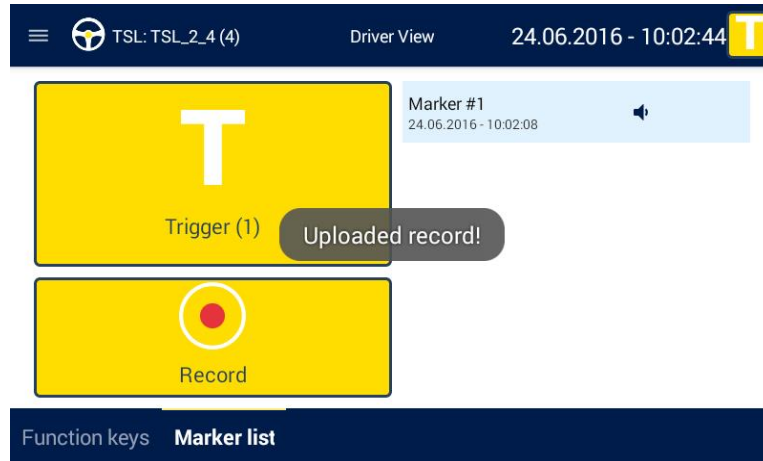 TSL: TSL_2_4 (4) Driver View 24.06.2016 - 10:02:44 T
T
Trigger (1)
Marker #1
24.06.2016 - 10:02:08
Uploaded record!
Record
Function keys Marker list